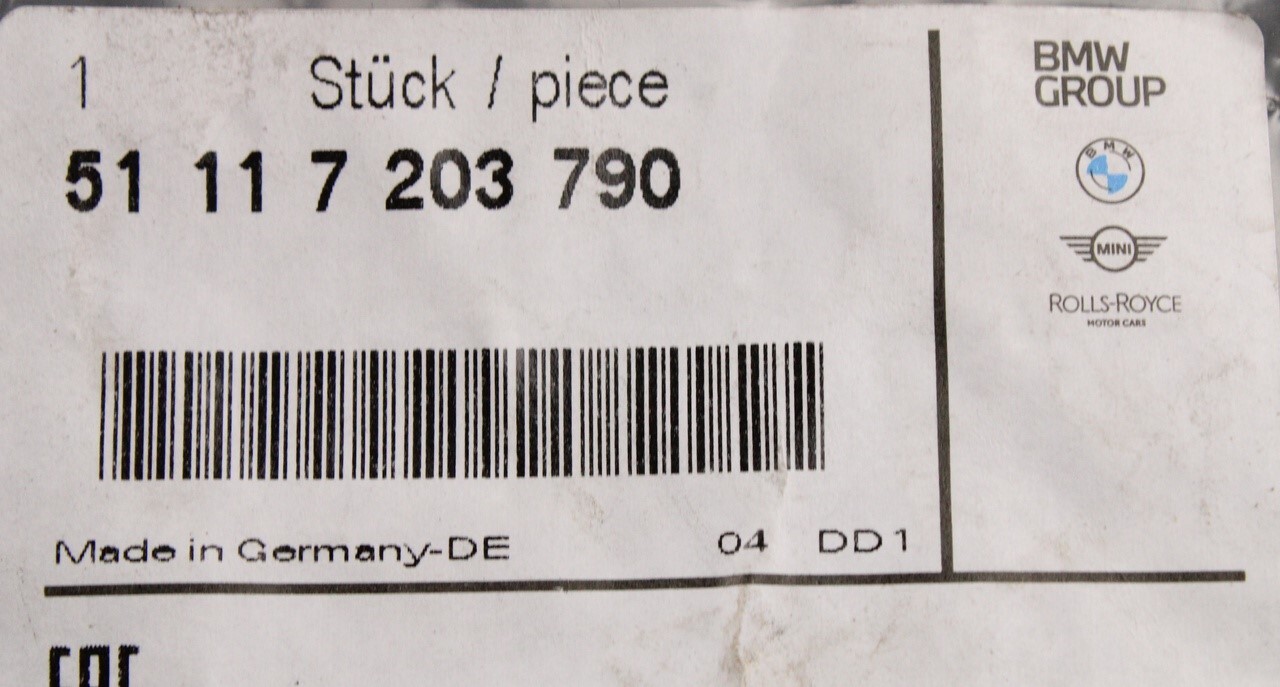 1 Stück / piece
51 11 7 203 790
Made in Germany-DE 04 DD1
BMW
GROUP
BMW
MINI
ROLLS-ROYCE
MOTOR CARS